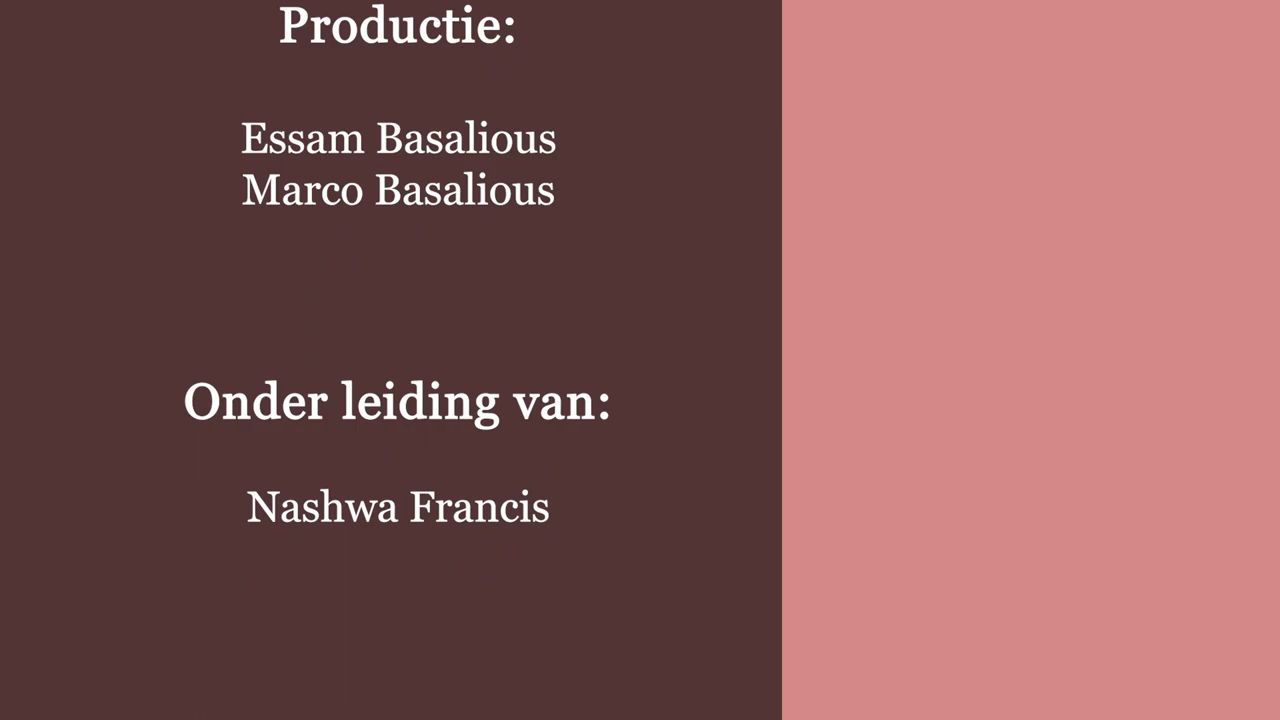 Productie:
Essam Basalious
Marco Basalious
Onder leiding van:
Nashwa Francis